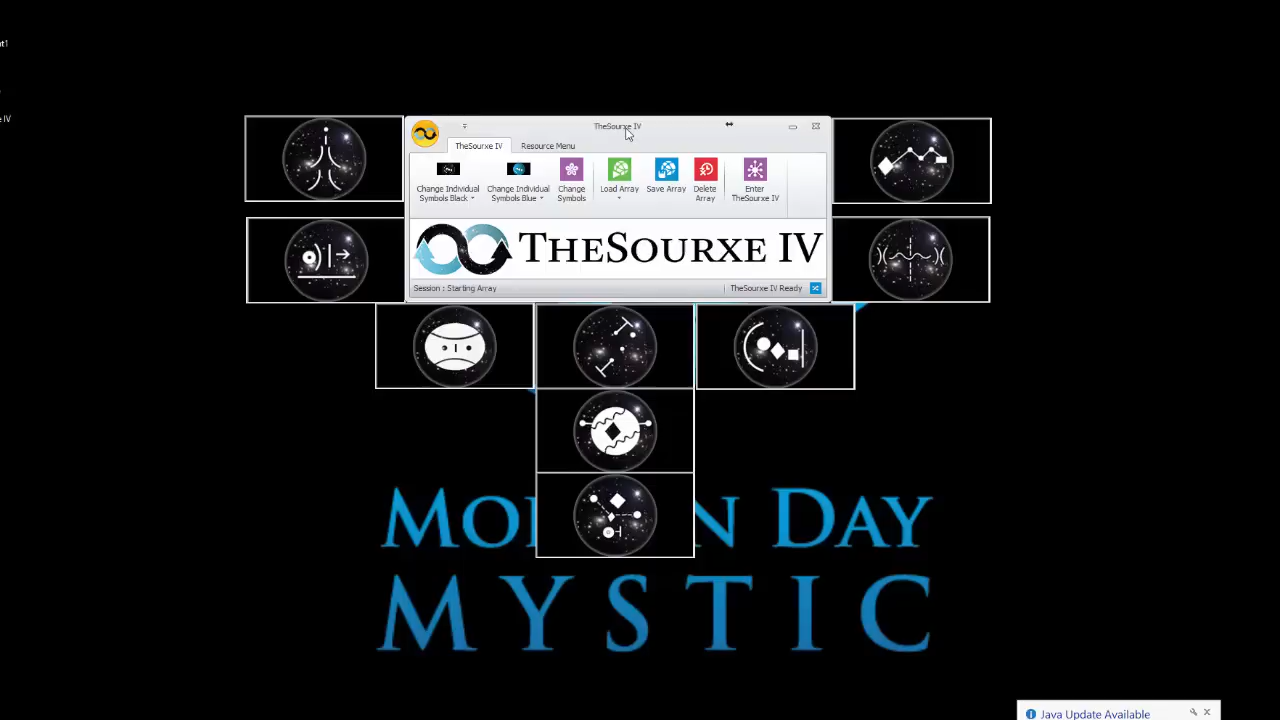 nt1
e IV
TheSourxe IV
TheSourxe IV Resource Menu
Change Individual Symbols Black
Change Individual Symbols Blue
Change Symbols
Load Array
Save Array
Delete Array
Enter TheSourxe IV
TheSourxe IV
Session : Starting Array
TheSourxe IV Ready
n Day
Mystic
Java Update Available